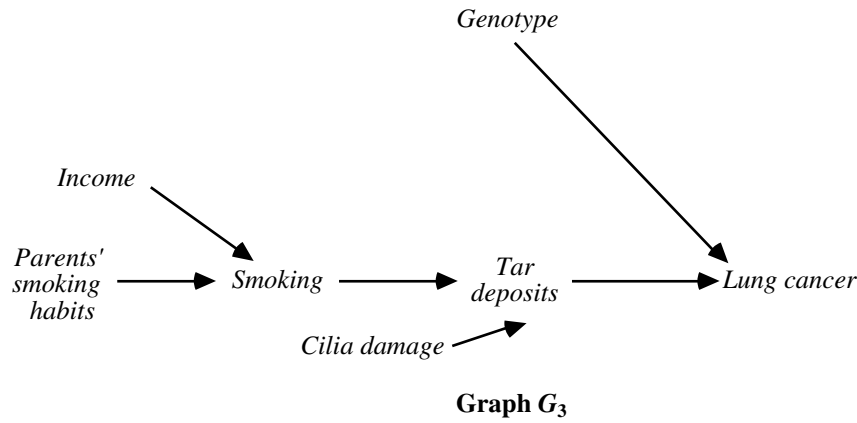 Genotype
Income
Parents'
smoking
habits
Smoking
Tar
deposits
Lung cancer
Cilia damage
Graph G3